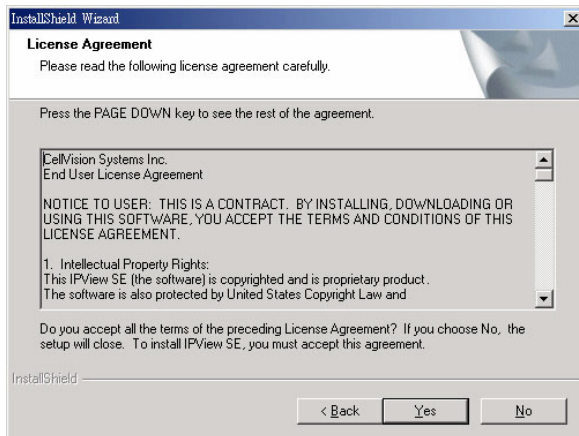 InstallShield Wizard
License Agreement
Please read the following license agreement carefully.
Press the PAGE DOWN key to see the rest of the agreement.
CellVision Systems Inc.
End User License Agreement
NOTICE TO USER: THIS IS A CONTRACT. BY INSTALLING, DOWNLOADING OR
USING THIS SOFTWARE, YOU ACCEPT THE TERMS AND CONDITIONS OF THIS
LICENSE AGREEMENT.
1. Intellectual Property Rights:
This IPView SE (the software) is copyrighted and is proprietary product.
The software is also protected by United States Copyright Law and
Do you accept all the terms of the preceding License Agreement? If you choose No, the
setup will close. To install IPView SE, you must accept this agreement.
InstallShield
< Back
Yes
No